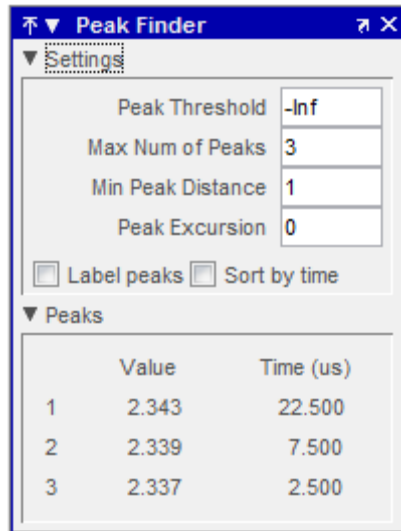 Peak Finder
Settings
Peak Threshold -Inf
Max Num of Peaks 3
Min Peak Distance 1
Peak Excursion 0
Label peaks Sort by time
Peaks
Value Time (us)
1 2.343 22.500
2 2.339 7.500
3 2.337 2.500